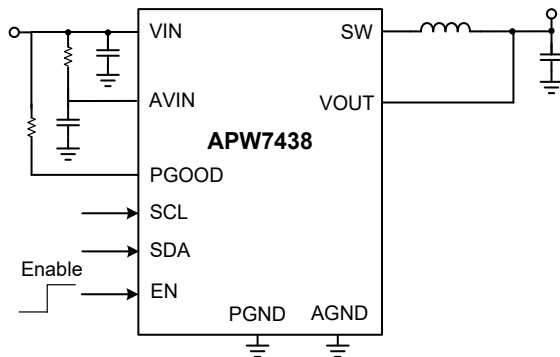 VIN
SW
AVIN
VOUT
APW7438
PGOOD
SCL
SDA
Enable
EN
PGND
AGND